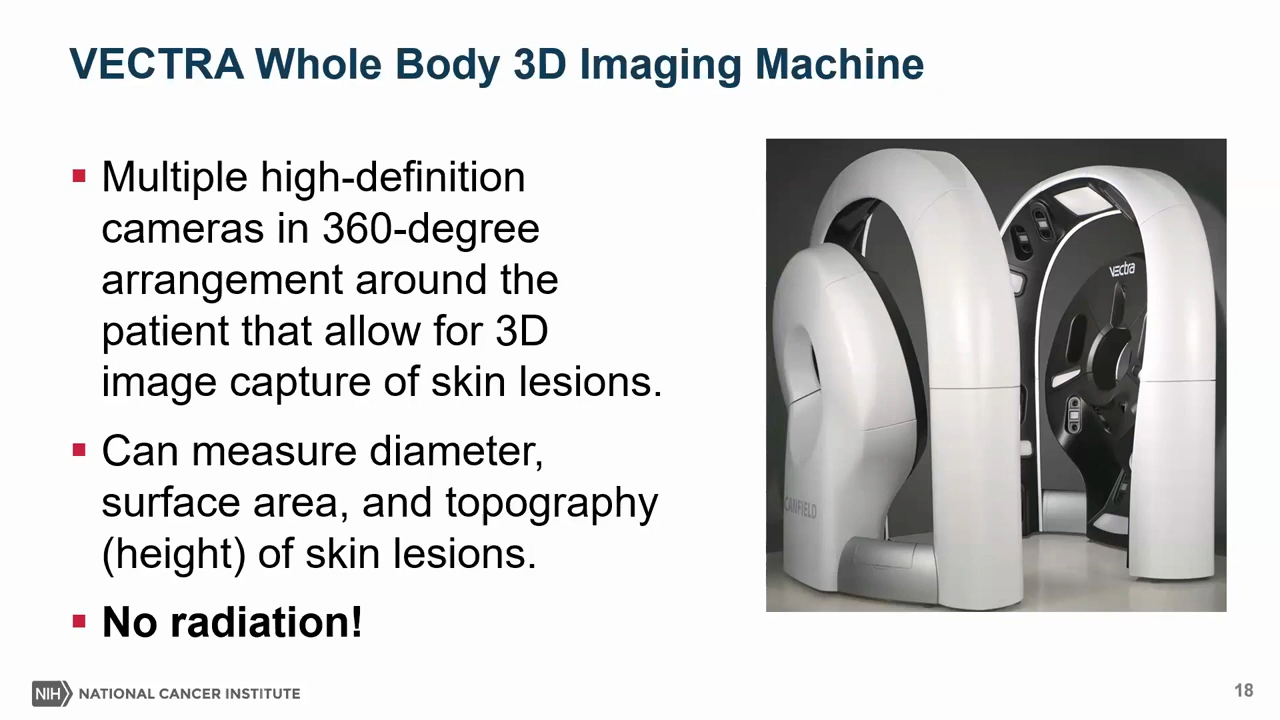 VECTRA Whole Body 3D Imaging Machine
▪ Multiple high-definition
cameras in 360-degree
arrangement around the
patient that allow for 3D
image capture of skin lesions.
▪ Can measure diameter,
surface area, and topography
(height) of skin lesions.
▪ No radiation!
vectra
CANFIELD
NIH NATIONAL CANCER INSTITUTE
18